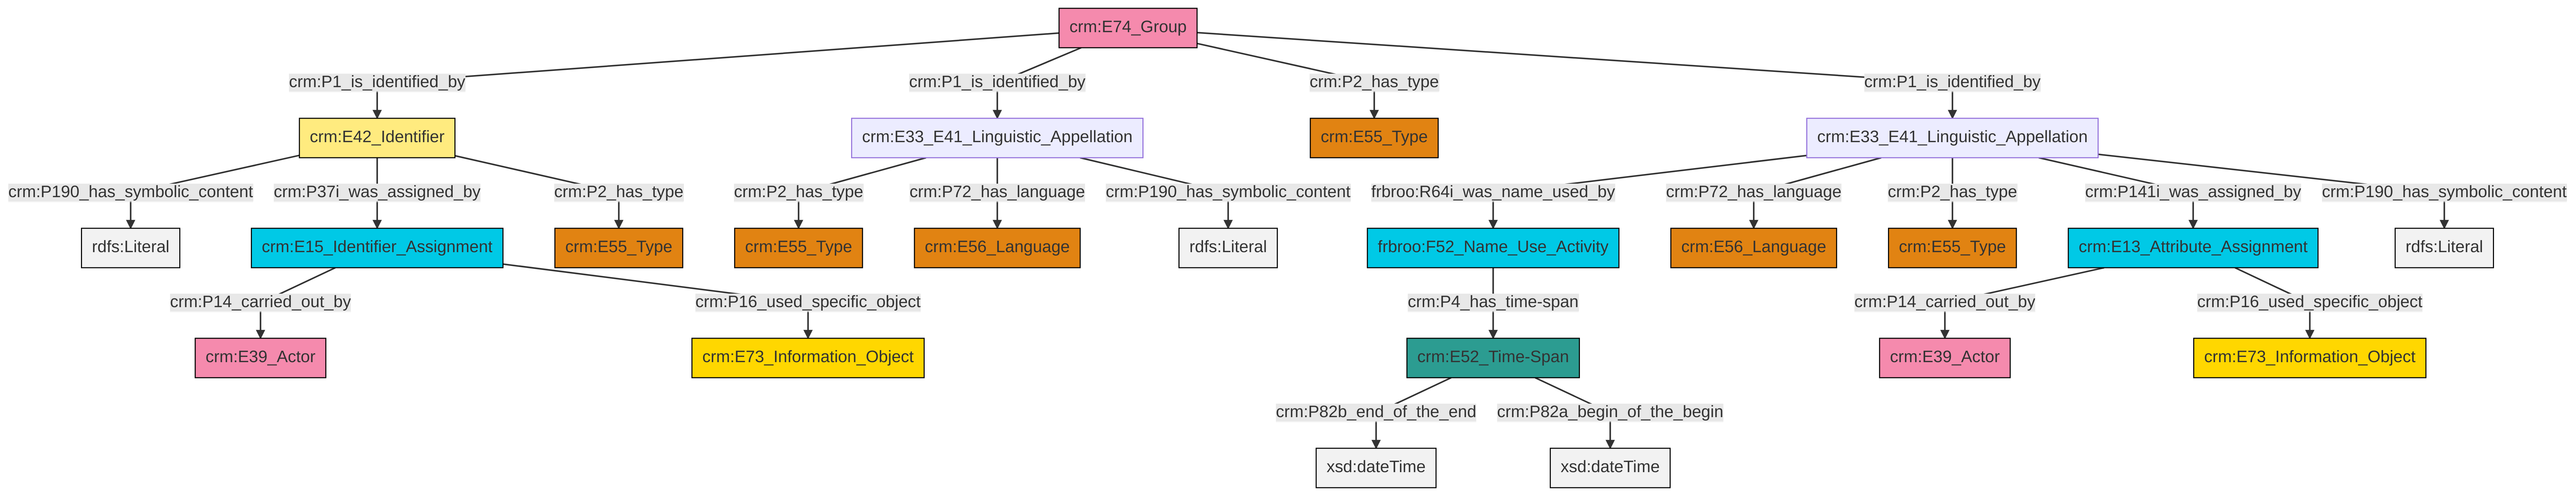 crm:E74_Group
crm:P1_is_identified_by
crm:P1_is_identified_by
crm:P2_has_type
crm:P1_is_identified_by
crm:E42_Identifier
crm:E33_E41_Linguistic_Appellation
crm:E55_Type
crm:E33_E41_Linguistic_Appellation
crm:P190_has_symbolic_content
crm:P37i_was_assigned_by
crm:P2_has_type
crm:P2_has_type
crm:P72_has_language
crm:P190_has_symbolic_content
frbroo:R64i_was_name_used_by
crm:P72_has_language
crm:P2_has_type
crm:P141i_was_assigned_by
crm:P190_has_symbolic_content
rdfs:Literal
crm:E15_Identifier_Assignment
crm:E55_Type
crm:E55_Type
crm:E56_Language
rdfs:Literal
frbroo:F52_Name_Use_Activity
crm:E56_Language
crm:E55_Type
crm:E13_Attribute_Assignment
rdfs:Literal
crm:P14_carried_out_by
crm:P16_used_specific_object
crm:P4_has_time-span
crm:P14_carried_out_by
crm:P16_used_specific_object
crm:E39_Actor
crm:E73_Information_Object
crm:E52_Time-Span
crm:E39_Actor
crm:E73_Information_Object
crm:P82b_end_of_the_end
crm:P82a_begin_of_the_begin
xsd:dateTime
xsd:dateTime